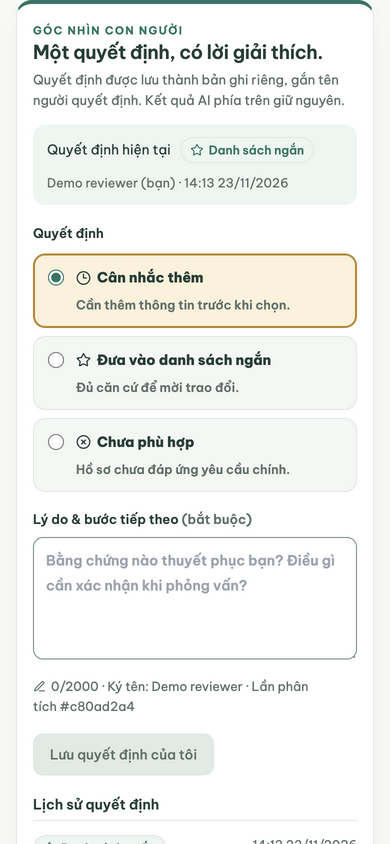 GÓC NHÌN CON NGƯỜI
Một quyết định, có lời giải thích.
Quyết định được lưu thành bản ghi riêng, gắn tên
người quyết định. Kết quả AI phía trên giữ nguyên.
Quyết định hiện tại
Danh sách ngắn
Demo reviewer (bạn) · 14:13 23/11/2026
Quyết định
Cân nhắc thêm
Cần thêm thông tin trước khi chọn.
Đưa vào danh sách ngắn
Đủ căn cứ để mời trao đổi.
Chưa phù hợp
Hồ sơ chưa đáp ứng yêu cầu chính.
Lý do & bước tiếp theo (bắt buộc)
Bằng chứng nào thuyết phục bạn? Điều gì
cần xác nhận khi phỏng vấn?
0/2000 · Ký tên: Demo reviewer · Lần phân
tích #c80ad2a4
Lưu quyết định của tôi
Lịch sử quyết định
14:13 23/11/2026